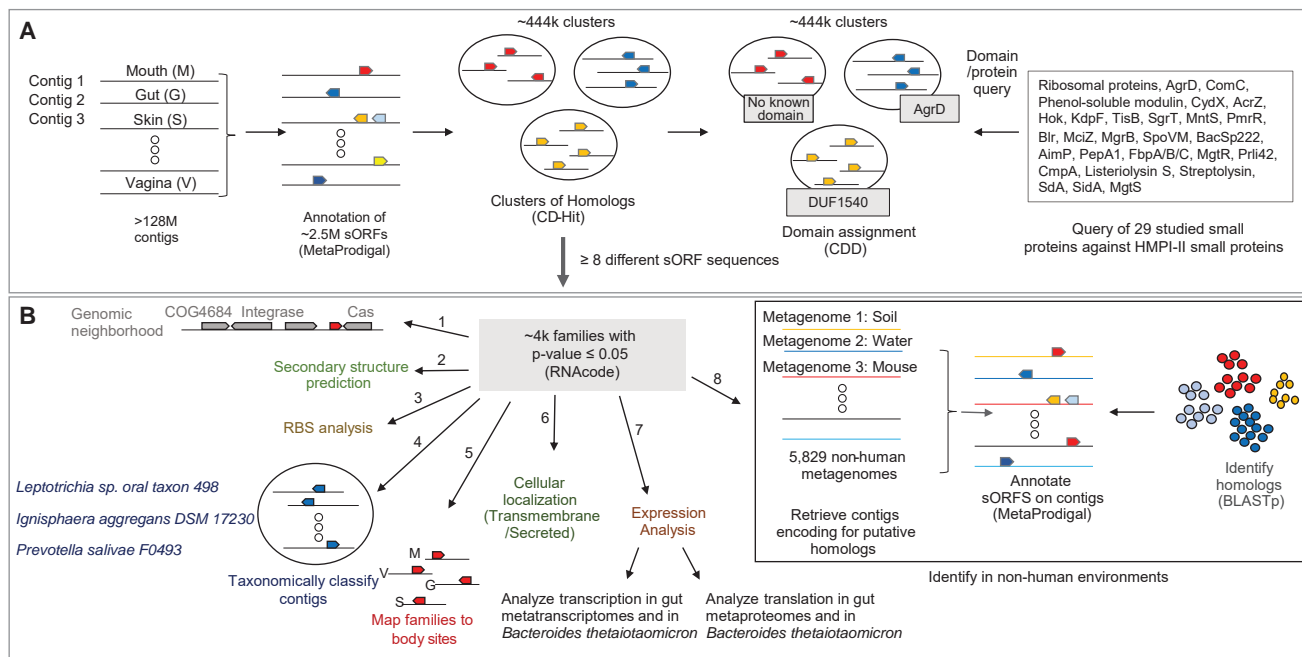 A
Contig 1
Contig 2
Contig 3
Mouth (M)
Gut (G)
Skin (S)
Vagina (V)
>128M
contigs
Annotation of
~2.5M sORFs
(MetaProdigal)
~444k clusters
Clusters of Homologs
(CD-Hit)
≥ 8 different sORF sequences
~444k clusters
No known
domain
AgrD
DUF1540
Domain assignment
(CDD)
Domain
/protein
query
Ribosomal proteins, AgrD, ComC,
Phenol-soluble modulin, CydX, AcrZ,
Hok, KdpF, TisB, SgrT, MntS, PmrR,
Blr, MciZ, MgrB, SpoVM, BacSp222,
AimP, PepA1, FbpA/B/C, MgtR, Prli42,
CmpA, Listeriolysin S, Streptolysin,
SdA, SidA, MgtS
Query of 29 studied small
proteins against HMPI-II small proteins
B
Genomic
neighborhood
COG4684 Integrase Cas
1
Secondary structure
prediction
2
RBS analysis
3
4
5
6
7
8
~4k families with
p-value ≤ 0.05
(RNAcode)
Leptotrichia sp. oral taxon 498
Ignisphaera aggregans DSM 17230
Prevotella salivae F0493
Taxonomically classify
contigs
M
V
G
S
Map families to
body sites
Cellular
localization
(Transmembrane
/Secreted)
Expression
Analysis
Analyze transcription in gut
metatranscriptomes and in
Bacteroides thetaiotaomicron
Analyze translation in gut
metaproteomes and in
Bacteroides thetaiotaomicron
Metagenome 1: Soil
Metagenome 2: Water
Metagenome 3: Mouse
5,829 non-human
metagenomes
Retrieve contigs
encoding for putative
homologs
Annotate
sORFS on contigs
(MetaProdigal)
Identify
homologs
(BLASTp)
Identify in non-human environments